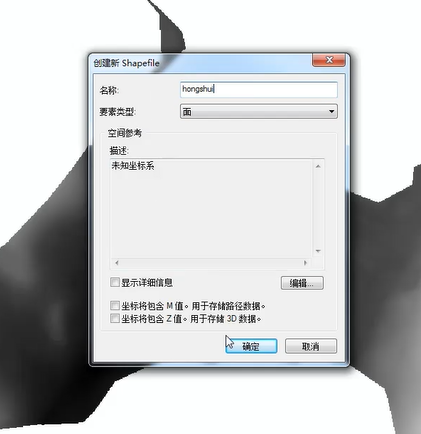 创建新 Shapefile
名称: hongshui
要素类型: 面
空间参考
描述:
未知坐标系
显示详细信息 编辑...
坐标将包含 M 值。用于存储路径数据。
坐标将包含 Z 值。用于存储 3D 数据。
确定 取消